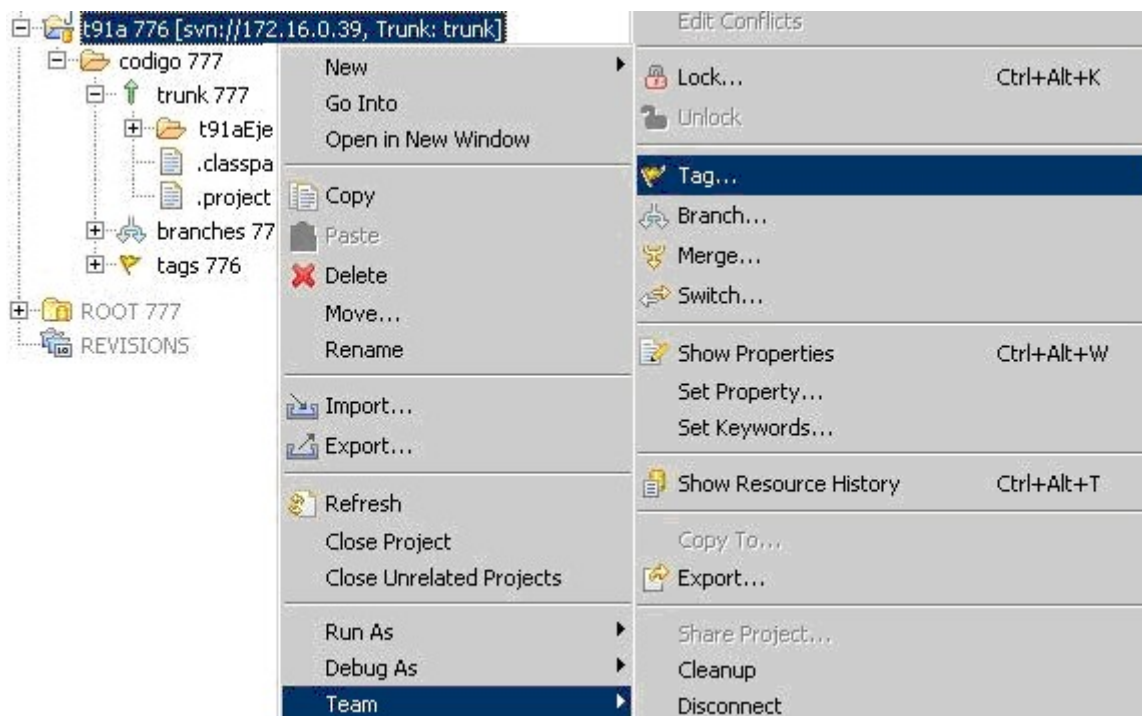 t91a 776 [svn://172.16.0.39, Trunk: trunk]
codigo 777
trunk 777
t91aEje
.classpa
.project
branches 77
tags 776
ROOT 777
REVISIONS
New
Go Into
Open in New Window
Copy
Paste
Delete
Move...
Rename
Import...
Export...
Refresh
Close Project
Close Unrelated Projects
Run As
Debug As
Team
Edit Conflicts
Lock... Ctrl+Alt+K
Unlock
Tag...
Branch...
Merge...
Switch...
Show Properties Ctrl+Alt+W
Set Property...
Set Keywords...
Show Resource History Ctrl+Alt+T
Copy To...
Export...
Share Project...
Cleanup
Disconnect